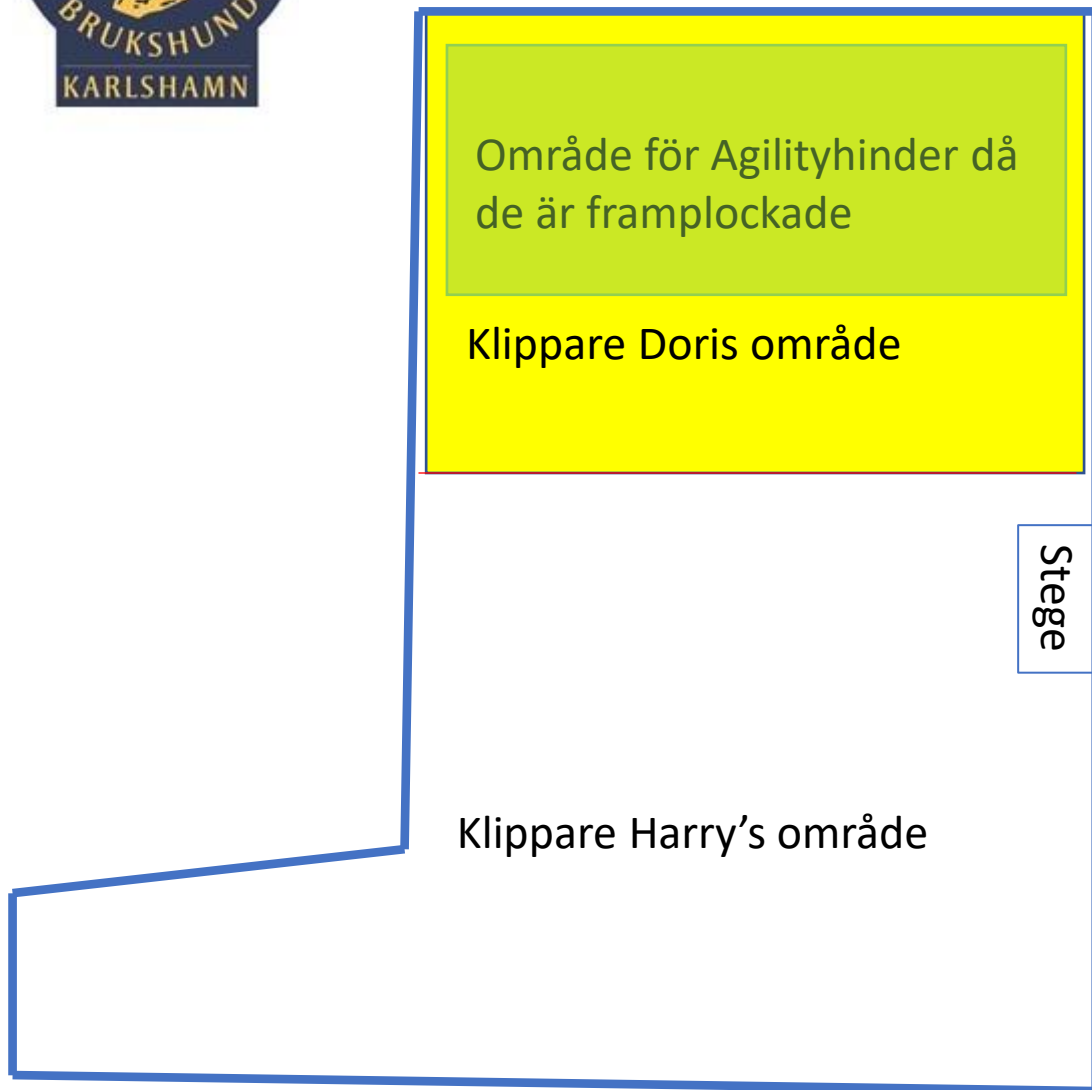 BRUKSHUND
KARLSHAMN
Område för Agilityhinder då
de är framplockade
Klippare Doris område
Stege
Klippare Harry’s område